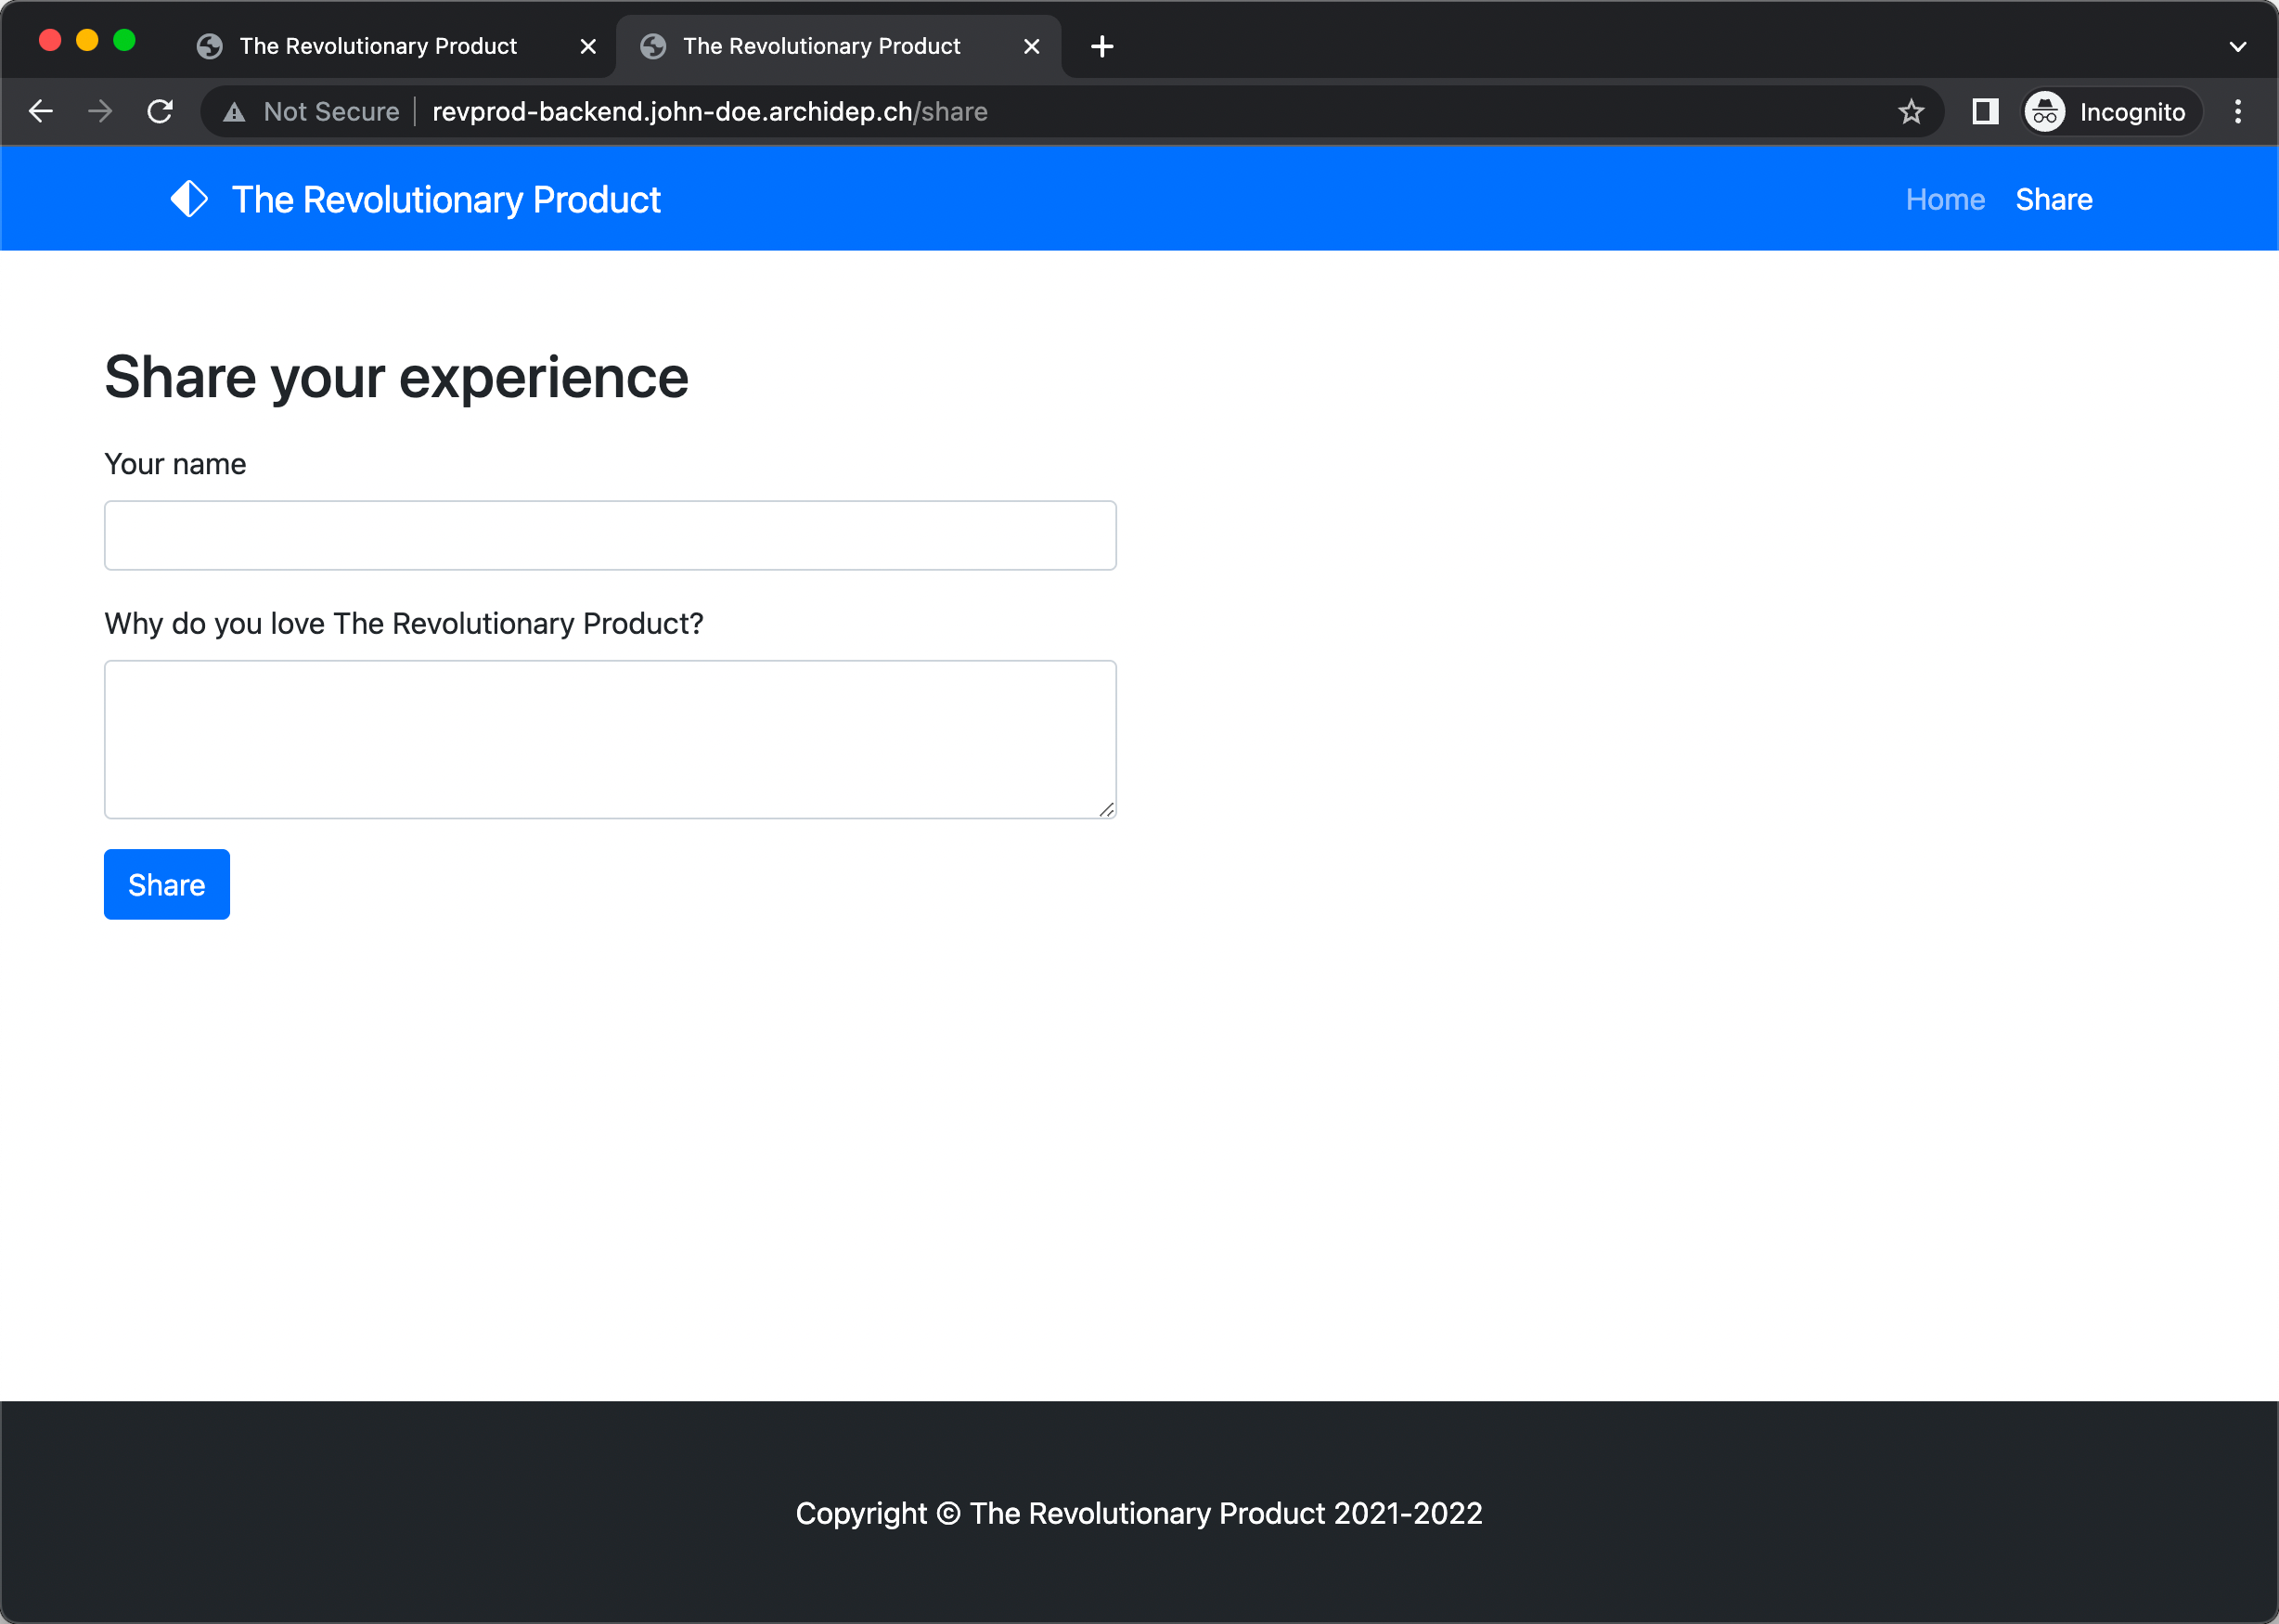 The Revolutionary Product
The Revolutionary Product
Not Secure
revprod-backend.john-doe.archidep.ch/share
Incognito
The Revolutionary Product
Home
Share
Share your experience
Your name
Why do you love The Revolutionary Product?
Share
Copyright © The Revolutionary Product 2021-2022